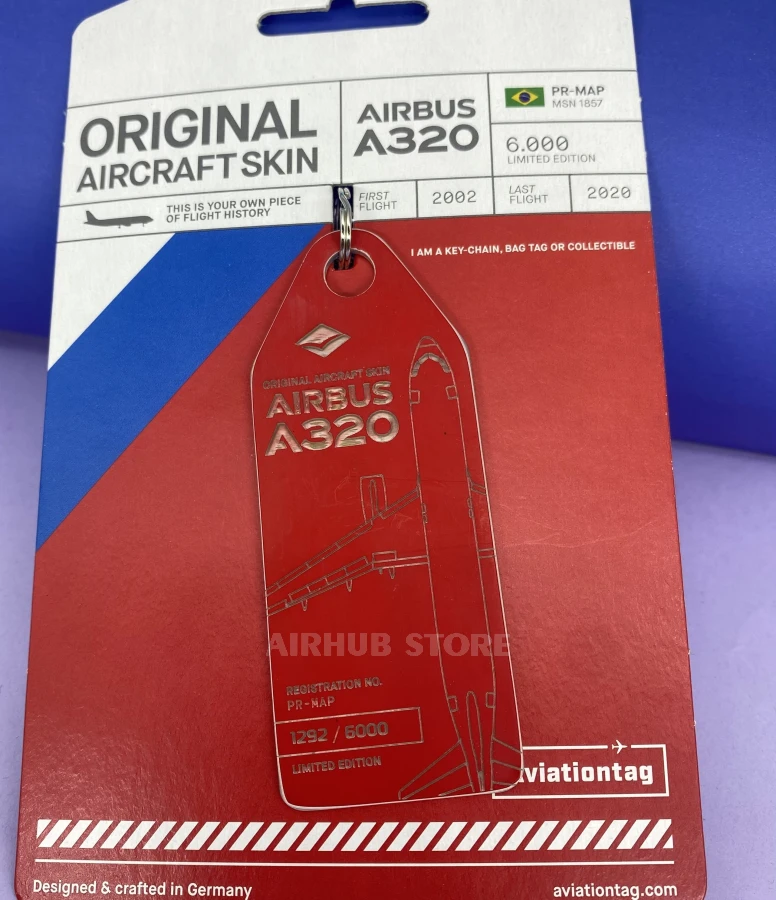 ORIGINAL
AIRCRAFT SKIN
AIRBUS
A320
PR-MAP
MSN 1857
6.000
LIMITED EDITION
THIS IS YOUR OWN PIECE
OF FLIGHT HISTORY
FIRST
FLIGHT
2002
LAST
FLIGHT
2020
I AM A KEY-CHAIN, BAG TAG OR COLLECTIBLE
ORIGINAL AIRCRAFT SKIN
AIRBUS
A320
AIRHUB STORE
REGISTRATION NO.
PR-MAP
1292 / 6000
LIMITED EDITION
aviationtag
Designed & crafted in Germany
aviationtag.com